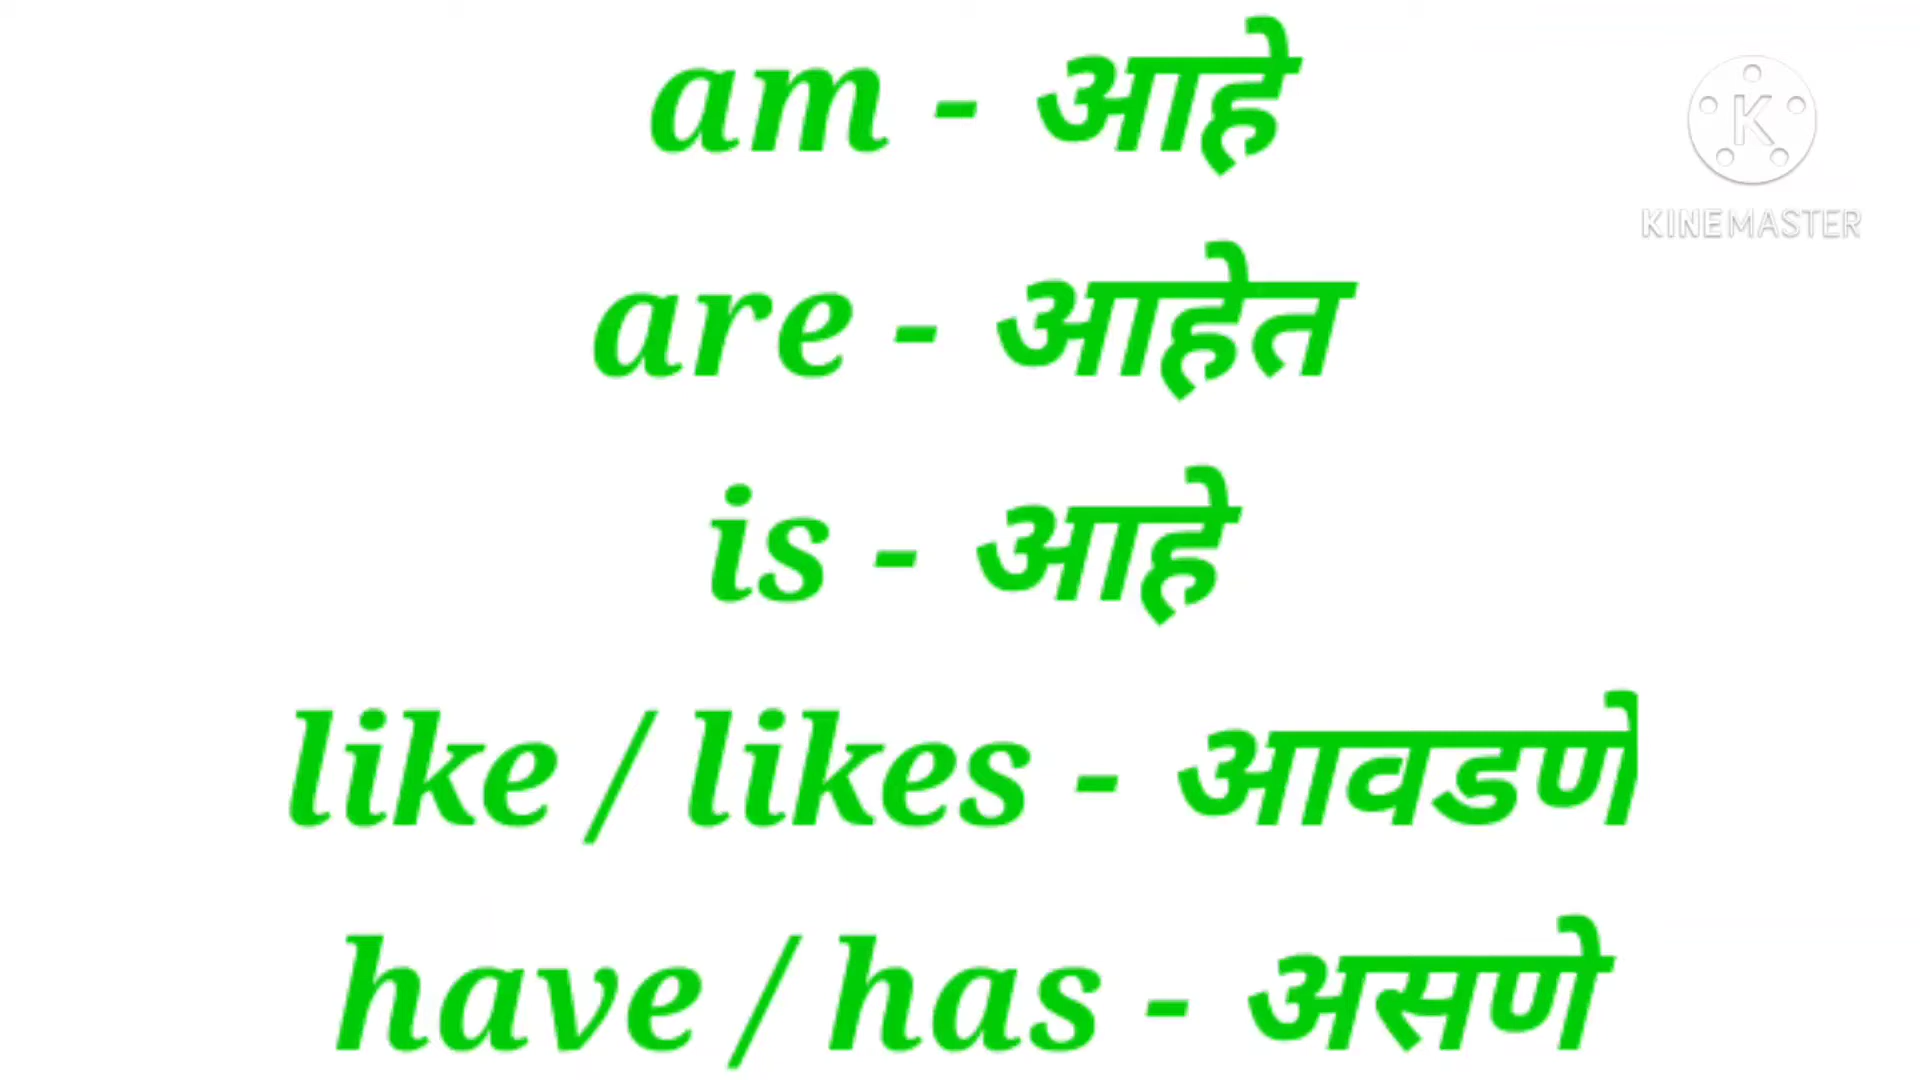 am - आहे
are - आहेत
is - आहे
like / likes - आवडणे
have / has - असणे
KINEMASTER